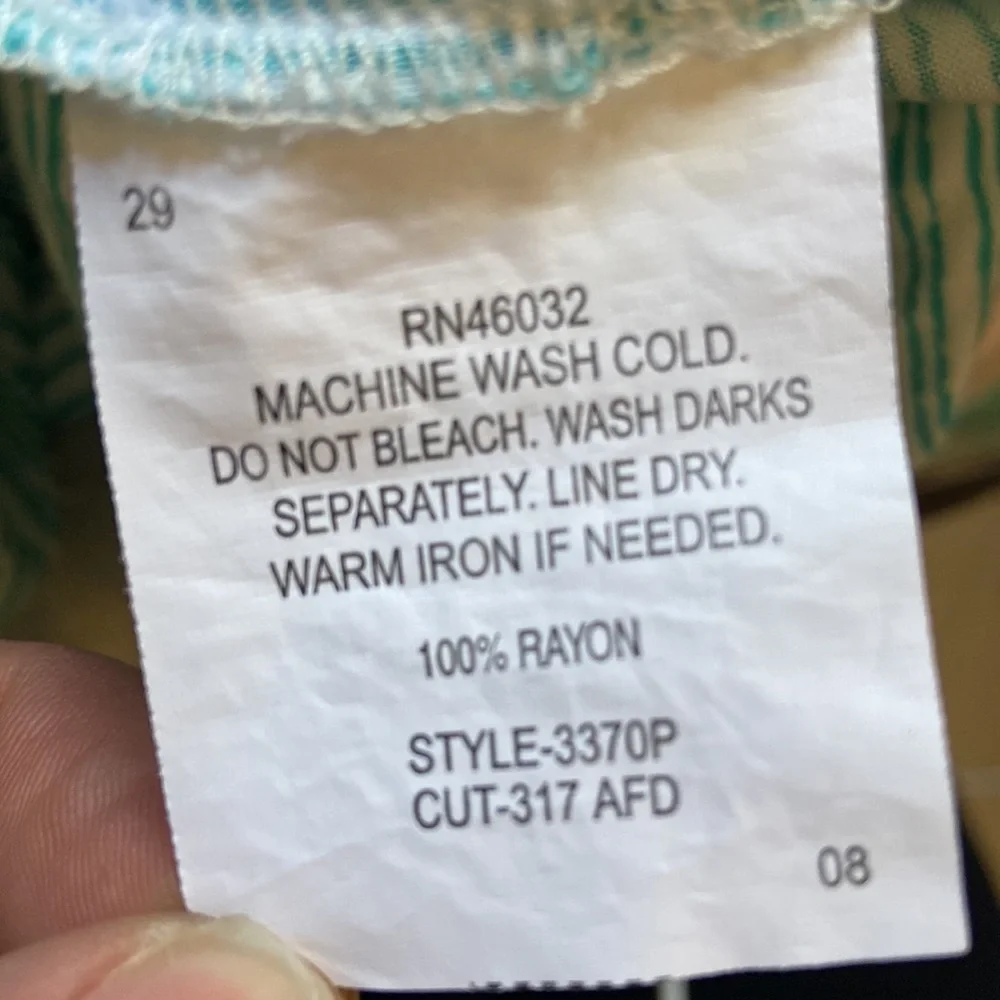 29
RN46032
MACHINE WASH COLD.
DO NOT BLEACH. WASH DARKS
SEPARATELY. LINE DRY.
WARM IRON IF NEEDED.
100% RAYON
STYLE-3370P
CUT-317 AFD
08